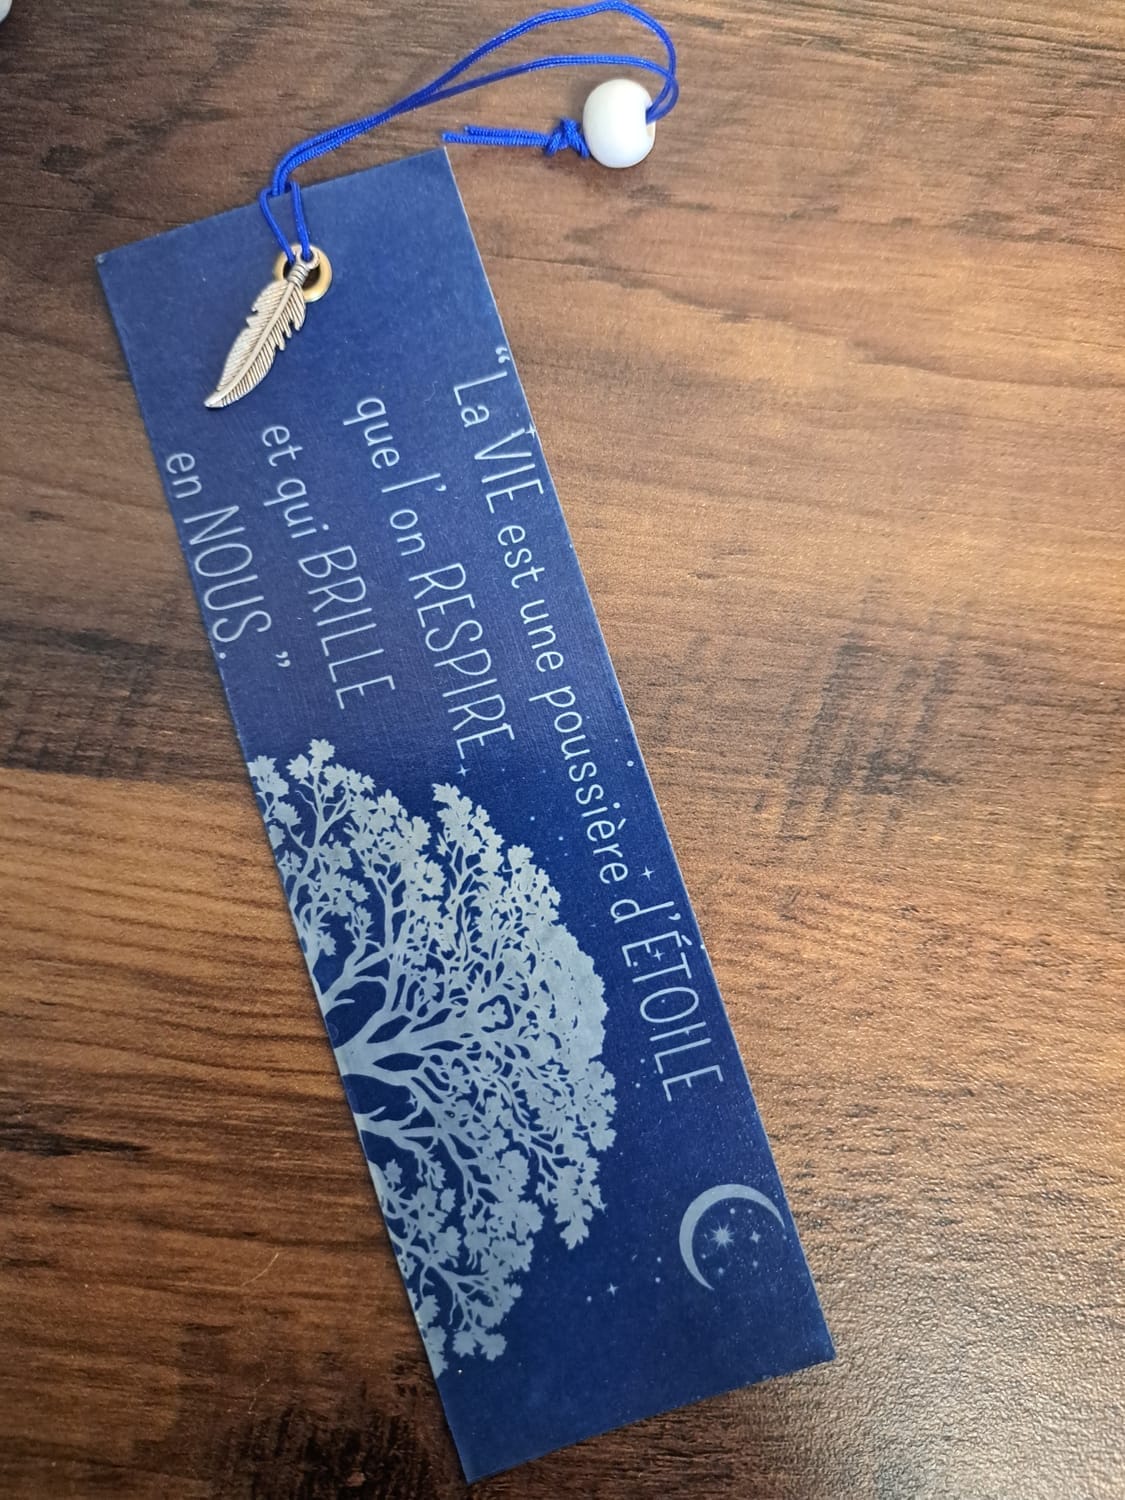 “La VIE est une poussière d'ÉTOILE
que l'on RESPIRE
et qui BRILLE
en NOUS. ”